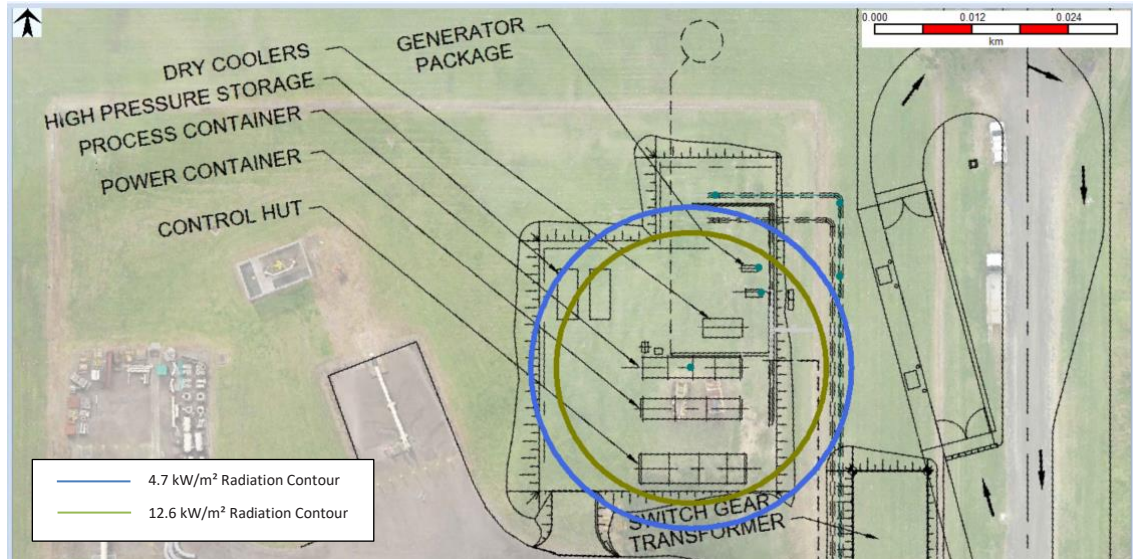 0.000 0.012 0.024
km
GENERATOR
PACKAGE
DRY COOLERS
HIGH PRESSURE STORAGE
PROCESS CONTAINER
POWER CONTAINER
CONTROL HUT
SWITCH GEAR
TRANSFORMER
4.7 kW/m² Radiation Contour
12.6 kW/m² Radiation Contour